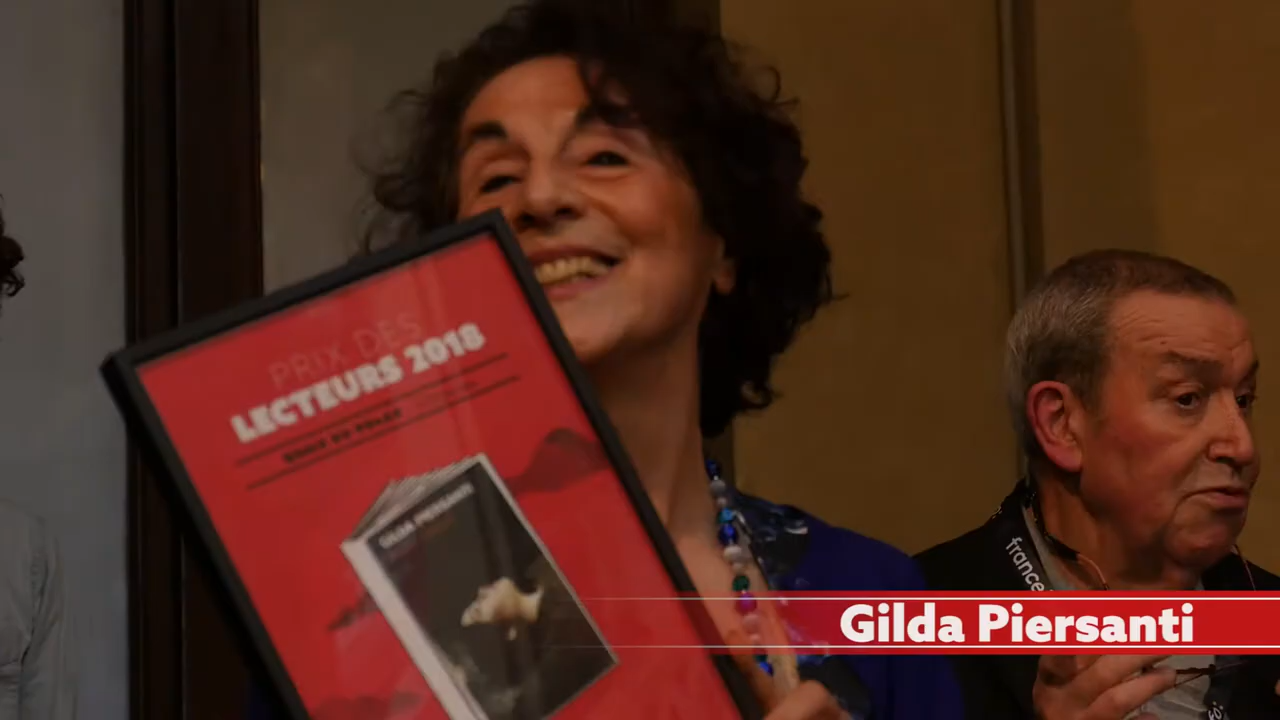 PRIX DES
LECTEURS 2018
GILDA PIERSANTI
france
Gilda Piersanti